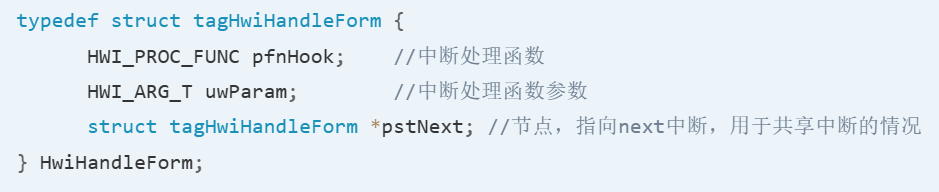 typedef struct tagHwiHandleForm {
HWI_PROC_FUNC pfnHook; //中断处理函数
HWI_ARG_T uwParam; //中断处理函数参数
struct tagHwiHandleForm *pstNext; //节点，指向next中断，用于共享中断的情况
} HwiHandleForm;